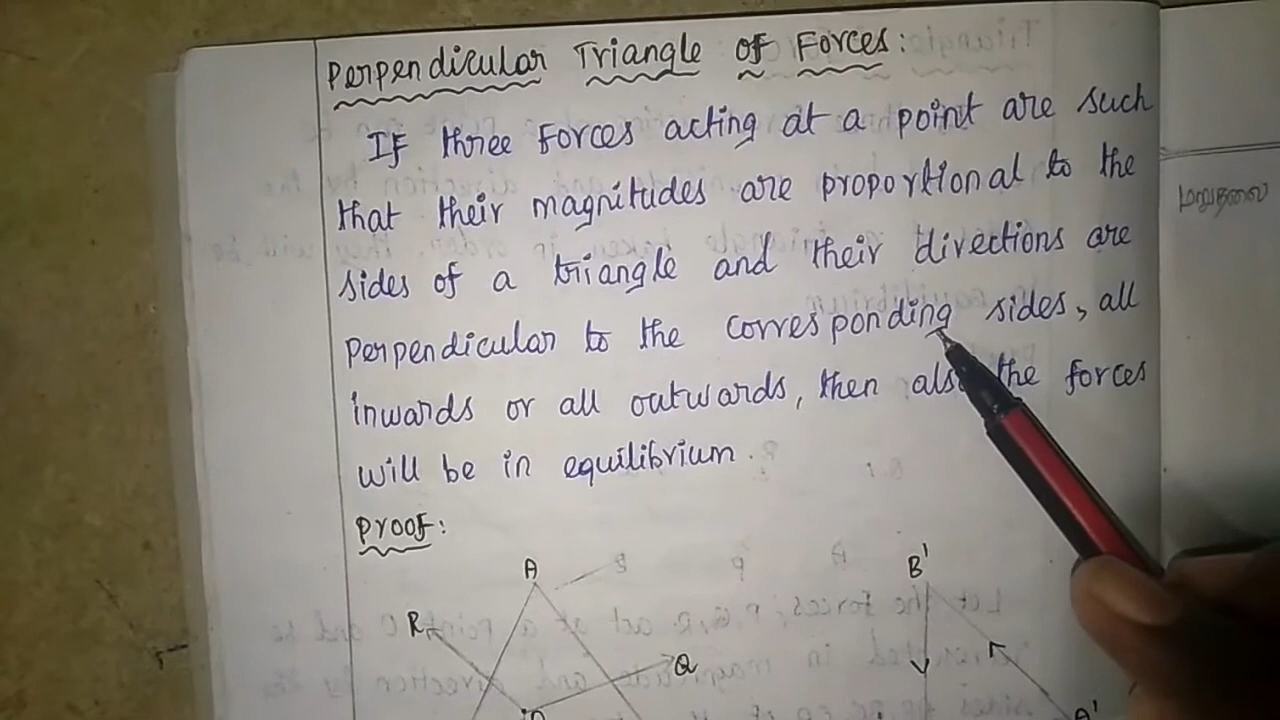 Perpendicular Triangle of Forces:
If three forces acting at a point are such
that their magnitudes are proportional to the
sides of a triangle and their directions are
perpendicular to the corresponding sides, all
inwards or all outwards, then also the forces
will be in equilibrium.
Proof:
மறுதலை
A
B'
R
Q
A'